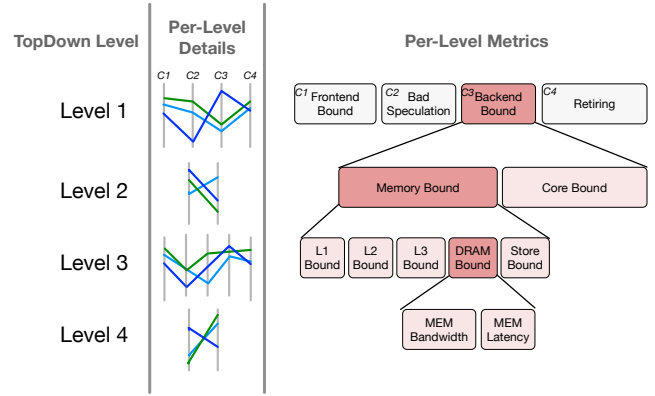 TopDown Level
Per-Level
Details
Per-Level Metrics
C1 C2 C3 C4
Level 1
C1 Frontend
Bound
C2 Bad
Speculation
C3 Backend
Bound
C4 Retiring
Level 2
Memory Bound
Core Bound
Level 3
L1
Bound
L2
Bound
L3
Bound
DRAM
Bound
Store
Bound
Level 4
MEM
Bandwidth
MEM
Latency